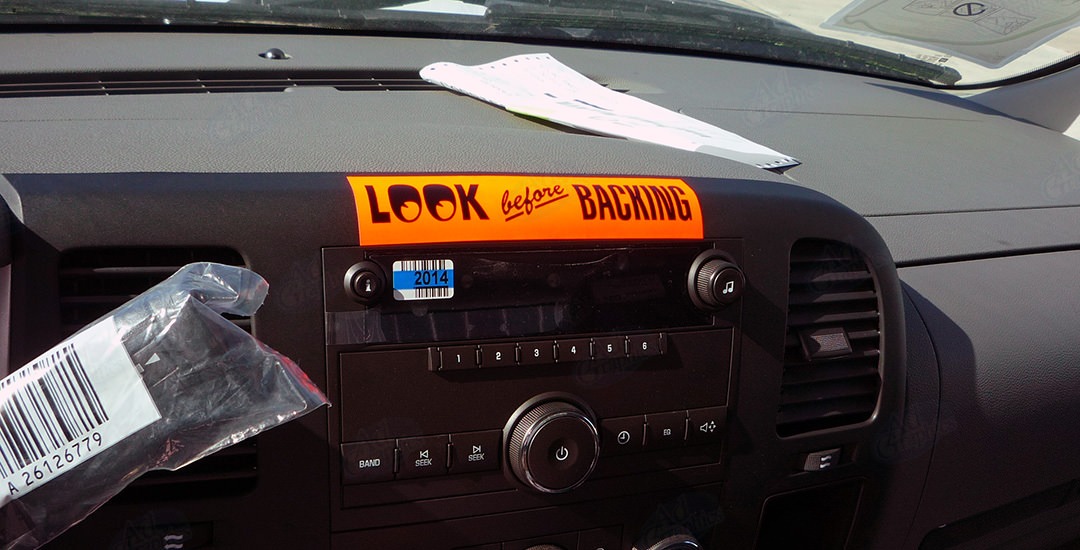 LOOK before BACKING
2014
1 2 3 4 5 6
BAND SEEK SEEK EQ
A 26126779